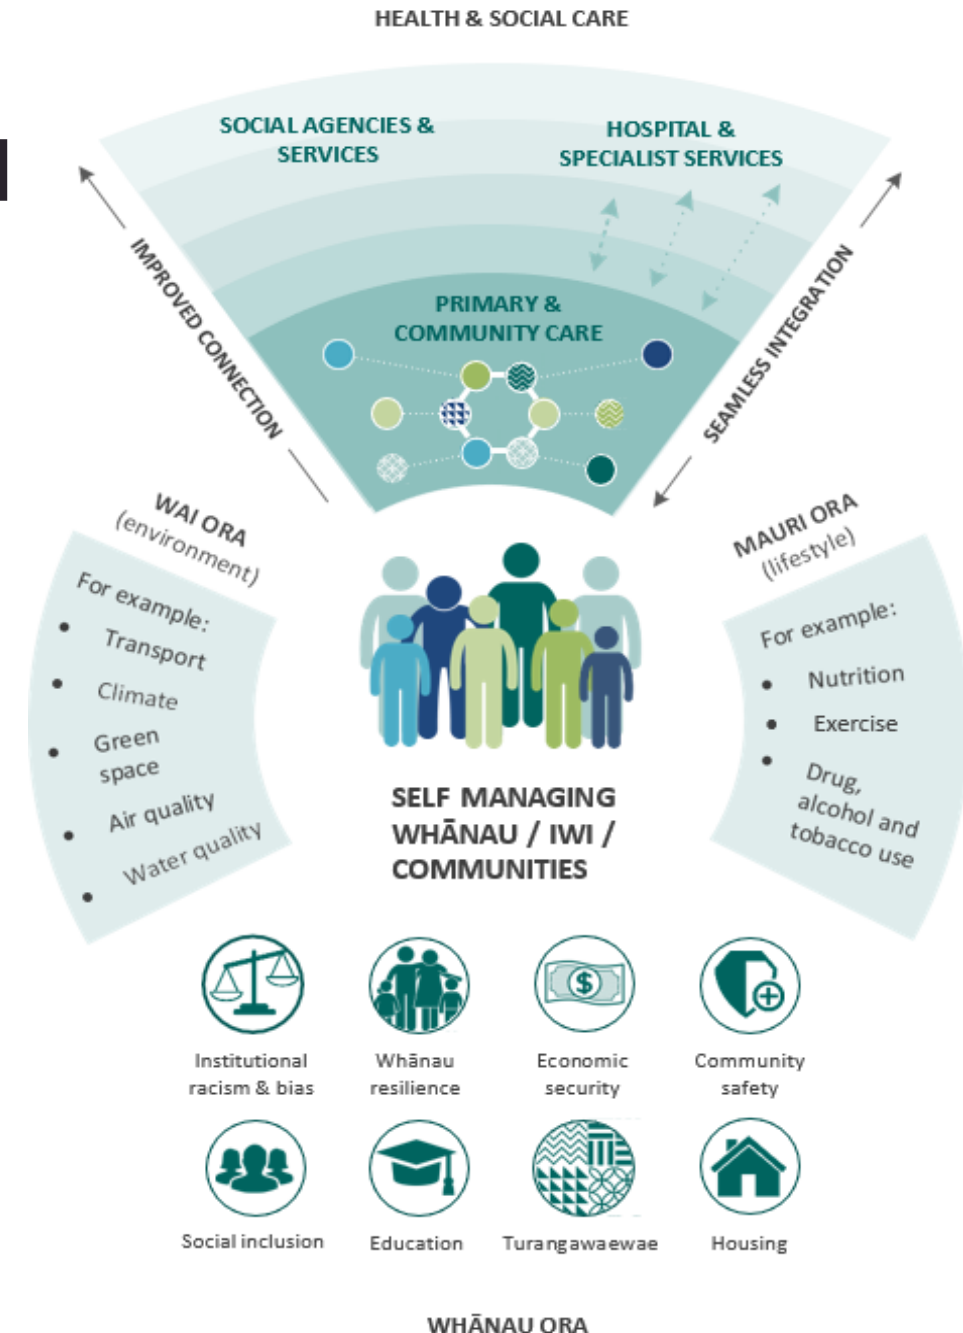 HEALTH & SOCIAL CARE
SOCIAL AGENCIES &
SERVICES
HOSPITAL &
SPECIALIST SERVICES
IMPROVED CONNECTION
SEAMLESS INTEGRATION
PRIMARY &
COMMUNITY CARE
WAI ORA
(environment)
For example:
• Transport
• Climate
• Green
space
• Air quality
• Water quality
MAURI ORA
(lifestyle)
For example:
• Nutrition
• Exercise
• Drug,
alcohol and
tobacco use
SELF MANAGING
WHĀNAU / IWI /
COMMUNITIES
Institutional
racism & bias
Whānau
resilience
$
Economic
security
Community
safety
Social inclusion
Education
Turangawaewae
Housing
WHĀNAU ORA